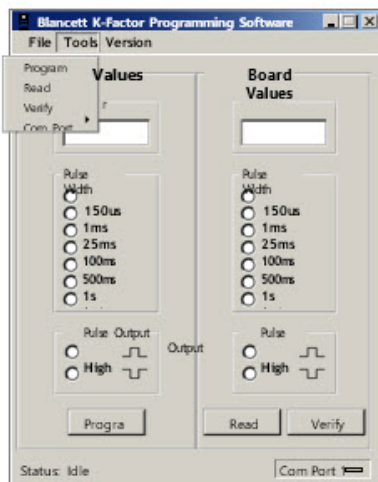 Blancett K-Factor Programming Software
File Tools Version
Program
Read
Verify
Com Port
Values
r
Board
Values
Pulse
Width
150us
1ms
25ms
100ms
500ms
1s
Pulse
Width
150us
1ms
25ms
100ms
500ms
1s
Pulse Output
High
Output
Pulse
High
Progra
Read
Verify
Status: Idle
Com Port